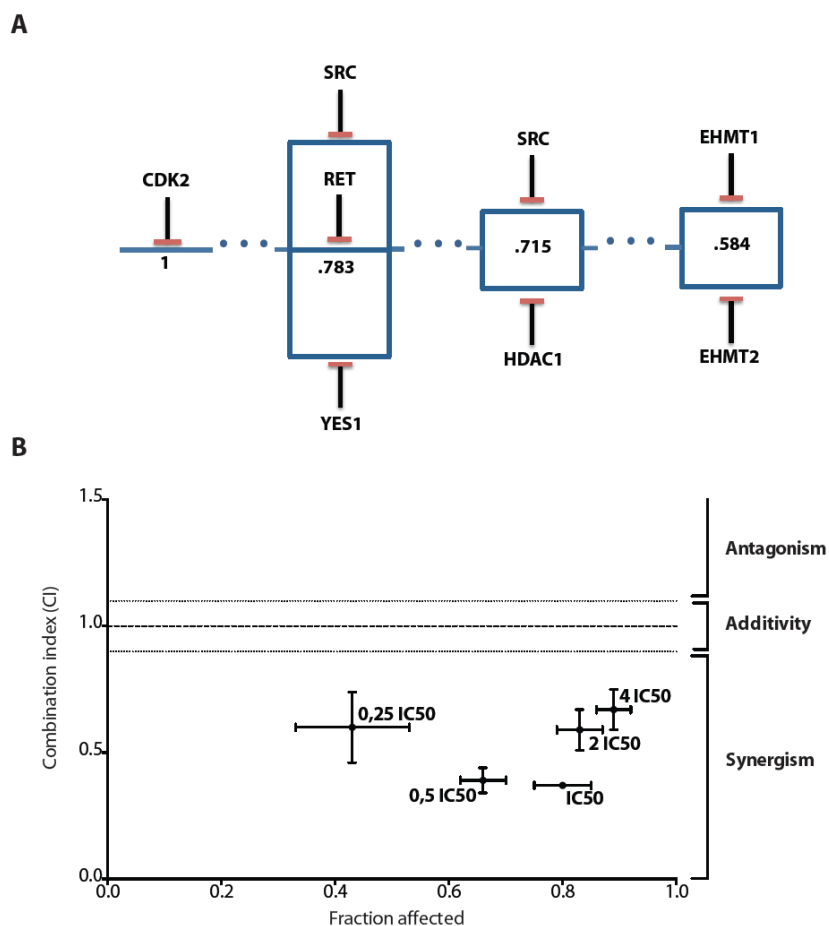 A
SRC
SRC
EHMT1
CDK2
RET
1
.783
.715
.584
HDAC1
EHMT2
YES1
B
1.5
1.0
0.5
0.0
Combination index (CI)
Antagonism
Additivity
Synergism
0,25 IC50
4 IC50
2 IC50
0,5 IC50
IC50
0.0 0.2 0.4 0.6 0.8 1.0
Fraction affected